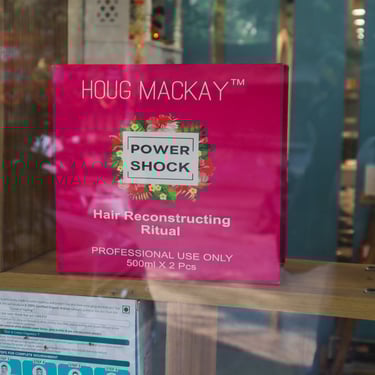 HOUG MACKAY™
POWER
SHOCK
Hair Reconstructing
Ritual
PROFESSIONAL USE ONLY
500ml X 2 Pcs